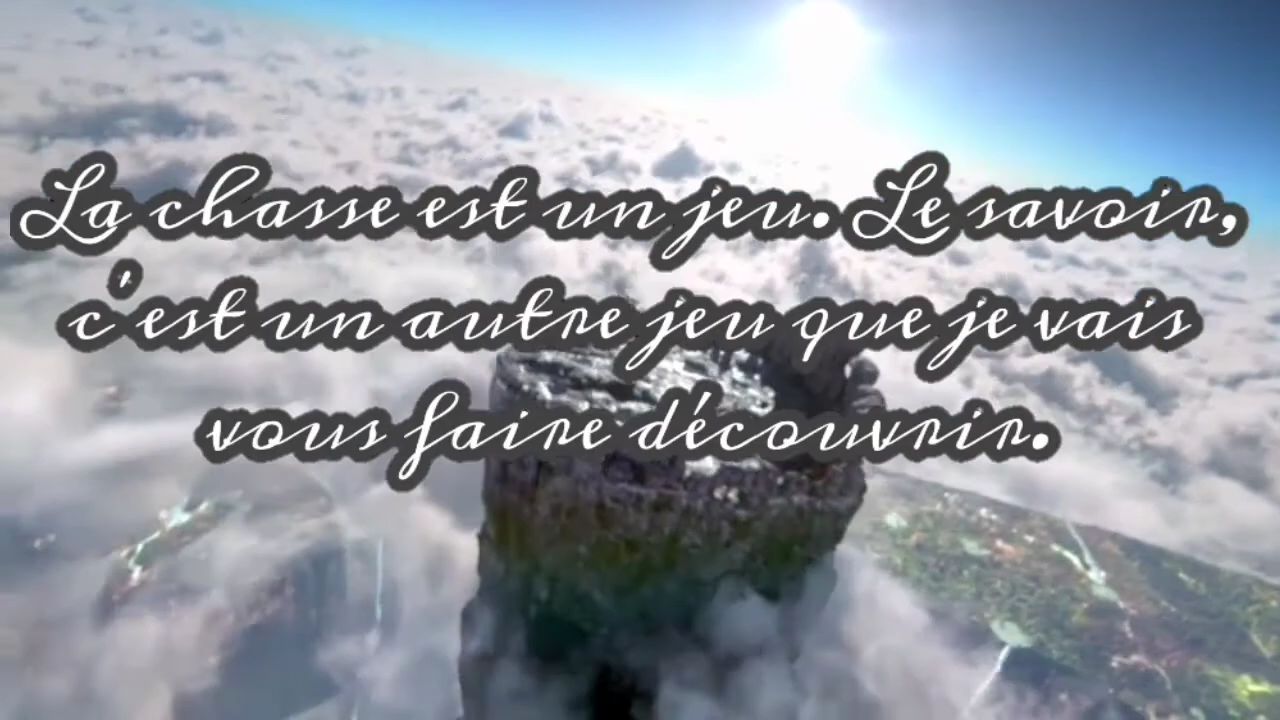 La chasse est un jeu. Le savoir,
c'est un autre jeu que je vais
vous faire découvrir.